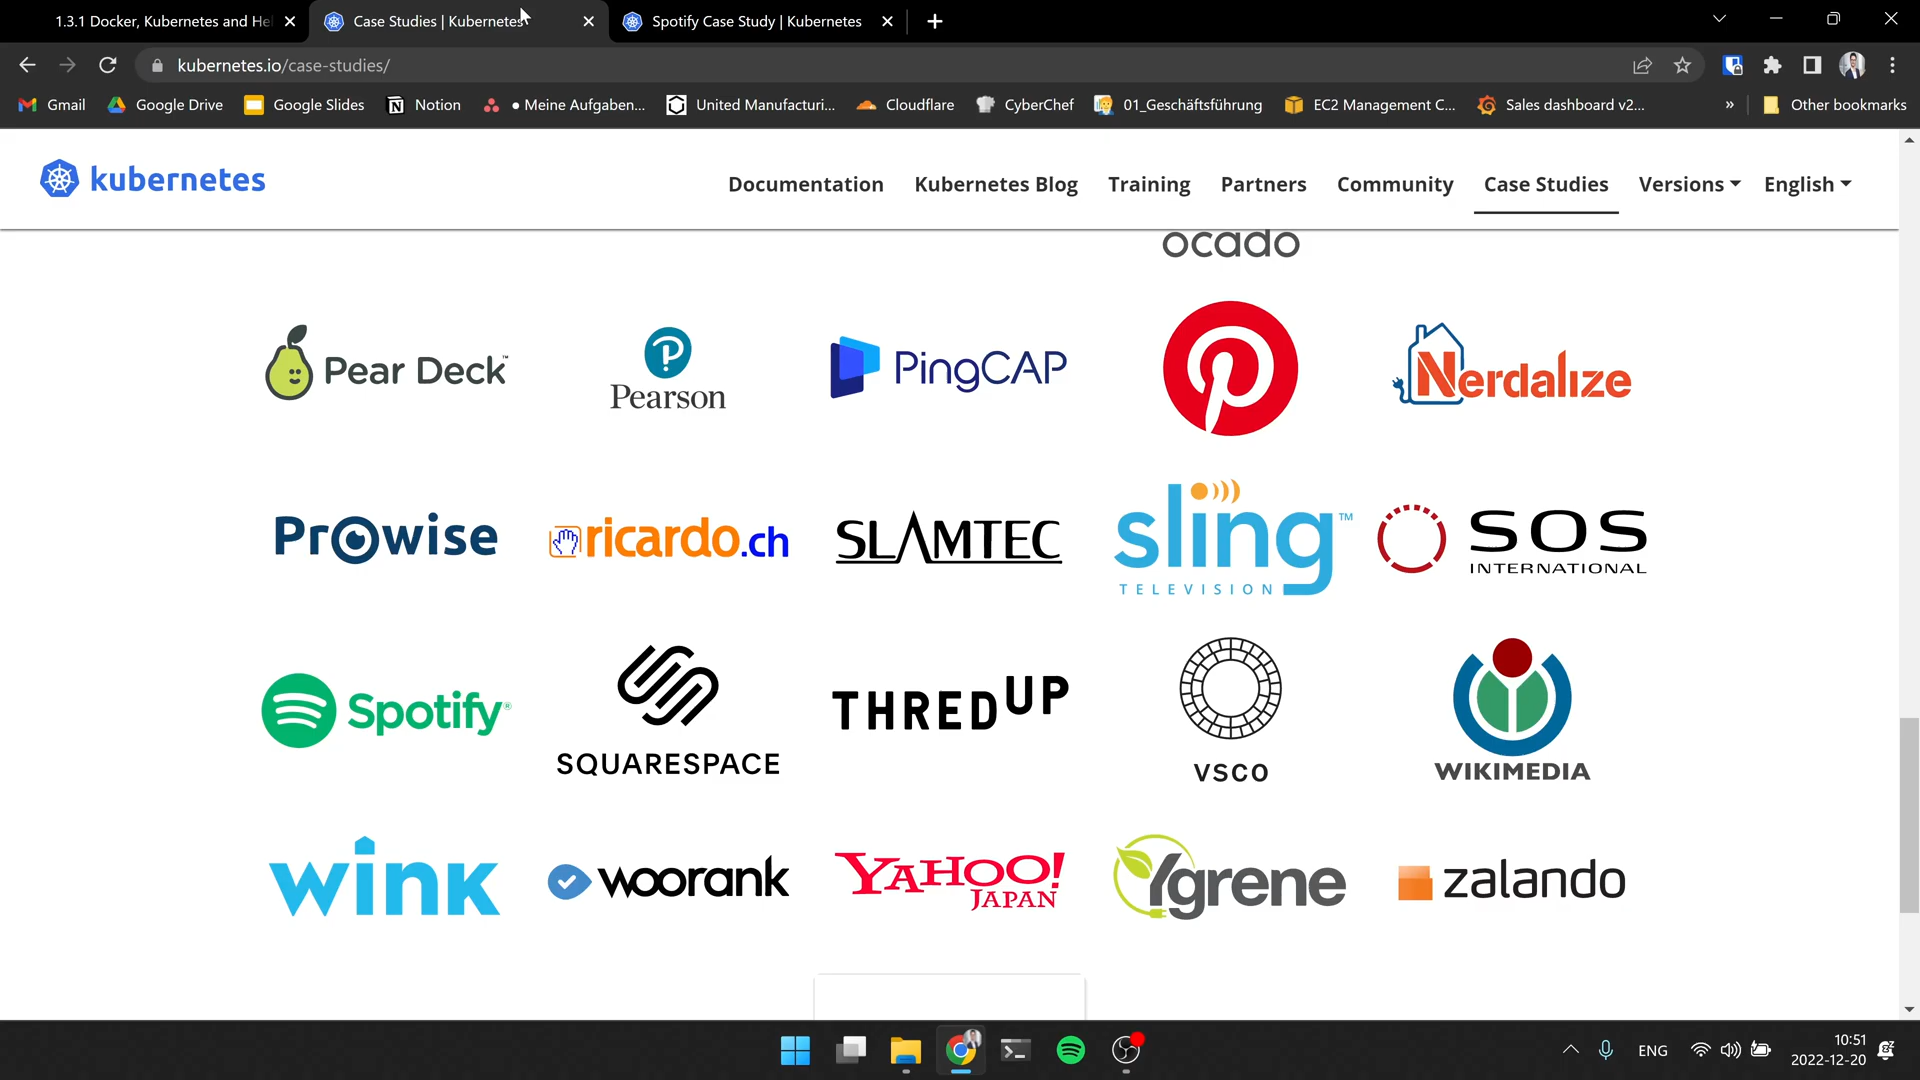 1.3.1 Docker, Kubernetes and He
Case Studies | Kubernetes
Spotify Case Study | Kubernetes
kubernetes.io/case-studies/
Gmail
Google Drive
Google Slides
Notion
• Meine Aufgaben...
United Manufacturi...
Cloudflare
CyberChef
01_Geschäftsführung
EC2 Management C...
Sales dashboard v2...
»
Other bookmarks
kubernetes
Documentation
Kubernetes Blog
Training
Partners
Community
Case Studies
Versions
English
ocado
Pear Deck™
Pearson
PingCAP
Nerdalize
Prowise
ricardo.ch
SLAMTEC
sling™
TELEVISION
SOS
INTERNATIONAL
Spotify®
SQUARESPACE
THREDUP
VSCO
WIKIMEDIA
wink
woorank
YAHOO!
JAPAN
Ygrene
zalando
ENG
10:51
2022-12-20